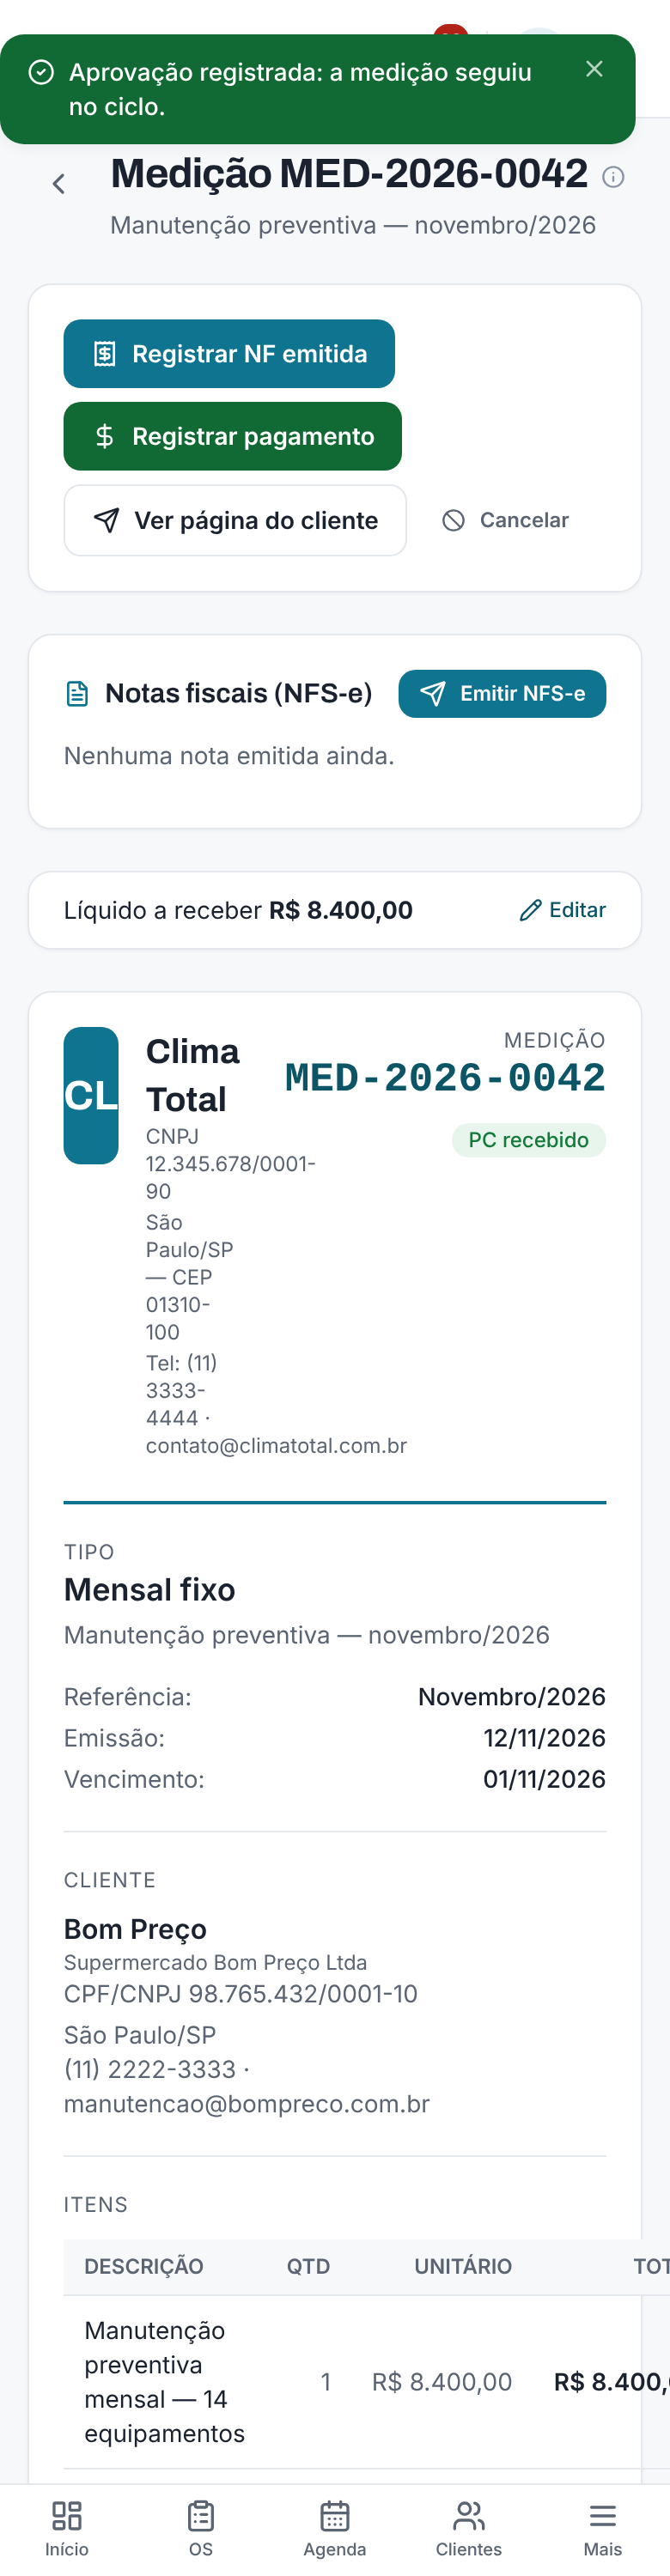 Aprovação registrada: a medição seguiu
no ciclo.
Medição MED-2026-0042
Manutenção preventiva — novembro/2026
Registrar NF emitida
Registrar pagamento
Ver página do cliente
Cancelar
Notas fiscais (NFS-e)
Emitir NFS-e
Nenhuma nota emitida ainda.
Líquido a receber R$ 8.400,00
Editar
CL
Clima
Total
CNPJ
12.345.678/0001-
90
São
Paulo/SP
— CEP
01310-
100
Tel: (11)
3333-
4444 ·
contato@climatotal.com.br
MEDIÇÃO
MED-2026-0042
PC recebido
TIPO
Mensal fixo
Manutenção preventiva — novembro/2026
Referência: Novembro/2026
Emissão: 12/11/2026
Vencimento: 01/11/2026
CLIENTE
Bom Preço
Supermercado Bom Preço Ltda
CPF/CNPJ 98.765.432/0001-10
São Paulo/SP
(11) 2222-3333 ·
manutencao@bompreco.com.br
ITENS
DESCRIÇÃO QTD UNITÁRIO TOT
Manutenção
preventiva
mensal — 14
equipamentos
1 R$ 8.400,00 R$ 8.400,
Início OS Agenda Clientes Mais